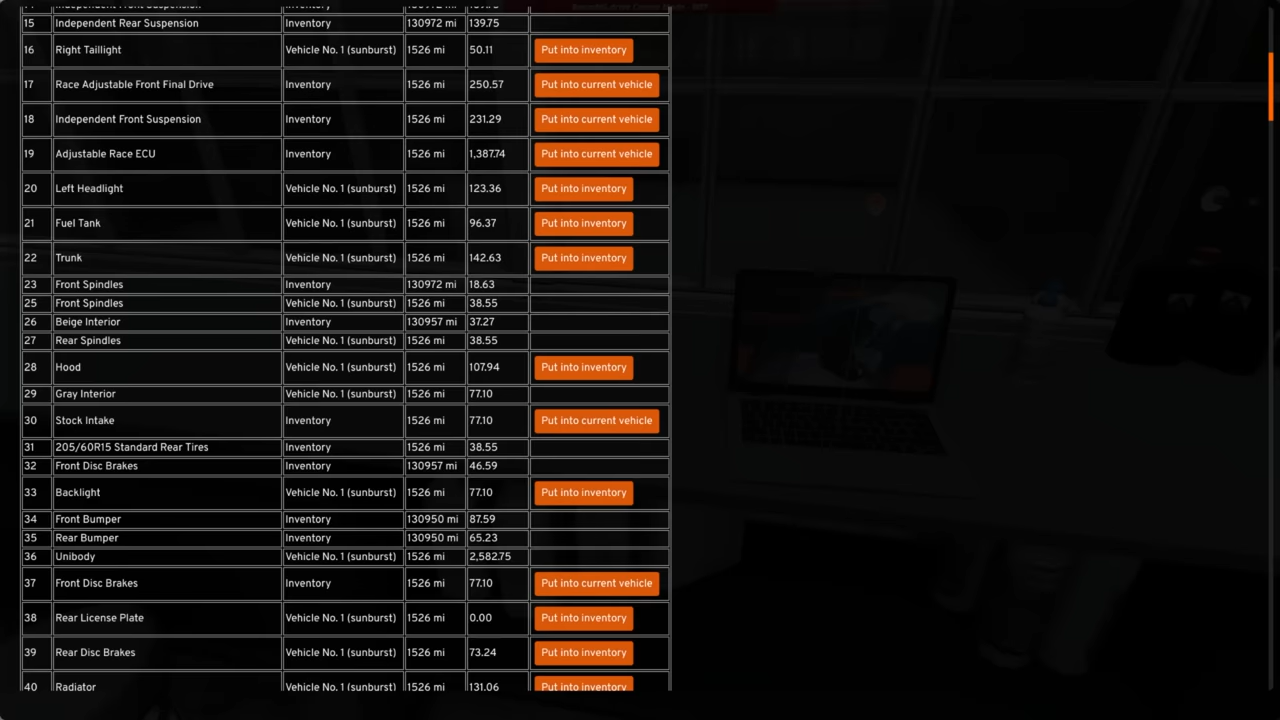 15 Independent Rear Suspension Inventory 130972 mi 139.75
16 Right Taillight Vehicle No. 1 (sunburst) 1526 mi 50.11 Put into inventory
17 Race Adjustable Front Final Drive Inventory 1526 mi 250.57 Put into current vehicle
18 Independent Front Suspension Inventory 1526 mi 231.29 Put into current vehicle
19 Adjustable Race ECU Inventory 1526 mi 1,387.74 Put into current vehicle
20 Left Headlight Vehicle No. 1 (sunburst) 1526 mi 123.36 Put into inventory
21 Fuel Tank Vehicle No. 1 (sunburst) 1526 mi 96.37 Put into inventory
22 Trunk Vehicle No. 1 (sunburst) 1526 mi 142.63 Put into inventory
23 Front Spindles Inventory 130972 mi 18.63
25 Front Spindles Vehicle No. 1 (sunburst) 1526 mi 38.55
26 Beige Interior Inventory 130957 mi 37.27
27 Rear Spindles Vehicle No. 1 (sunburst) 1526 mi 38.55
28 Hood Vehicle No. 1 (sunburst) 1526 mi 107.94 Put into inventory
29 Gray Interior Vehicle No. 1 (sunburst) 1526 mi 77.10
30 Stock Intake Inventory 1526 mi 77.10 Put into current vehicle
31 205/60R15 Standard Rear Tires Inventory 1526 mi 38.55
32 Front Disc Brakes Inventory 130957 mi 46.59
33 Backlight Vehicle No. 1 (sunburst) 1526 mi 77.10 Put into inventory
34 Front Bumper Inventory 130950 mi 87.59
35 Rear Bumper Inventory 130950 mi 65.23
36 Unibody Vehicle No. 1 (sunburst) 1526 mi 2,582.75
37 Front Disc Brakes Inventory 1526 mi 77.10 Put into current vehicle
38 Rear License Plate Vehicle No. 1 (sunburst) 1526 mi 0.00 Put into inventory
39 Rear Disc Brakes Vehicle No. 1 (sunburst) 1526 mi 73.24 Put into inventory
40 Radiator Vehicle No. 1 (sunburst) 1526 mi 131.06 Put into inventory